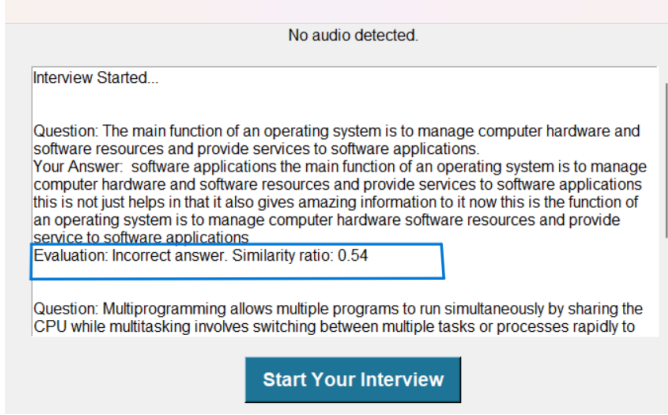 No audio detected.
Interview Started...
Question: The main function of an operating system is to manage computer hardware and
software resources and provide services to software applications.
Your Answer:  software applications the main function of an operating system is to manage
computer hardware and software resources and provide services to software applications
this is not just helps in that it also gives amazing information to it now this is the function of
an operating system is to manage computer hardware software resources and provide
service to software applications
Evaluation: Incorrect answer. Similarity ratio: 0.54
Question: Multiprogramming allows multiple programs to run simultaneously by sharing the
CPU while multitasking involves switching between multiple tasks or processes rapidly to
Start Your Interview